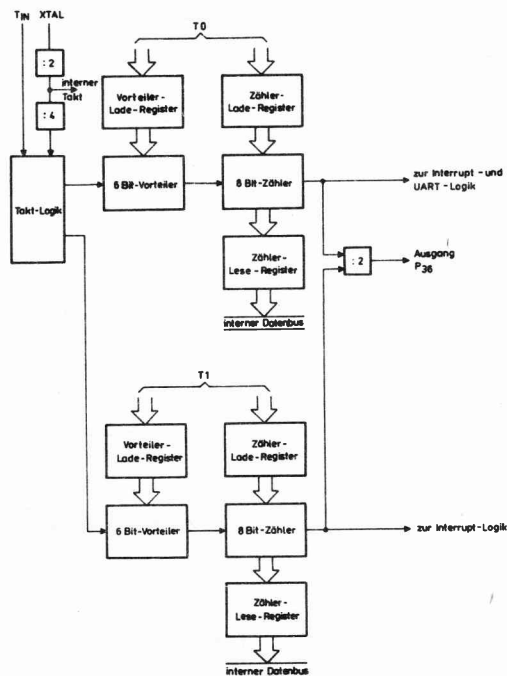 T IN XTAL
T0
: 2
interner
Takt
: 4
Vorteiler-
Lade-Register
Zähler-
Lade-Register
Takt-Logik
6 Bit-Vorteiler
8 Bit-Zähler
zur Interrupt-und
UART-Logik
: 2
Ausgang
P36
Zähler-
Lese-Register
interner Datenbus
T1
Vorteiler-
Lade-Register
Zähler-
Lade-Register
6 Bit-Vorteiler
8 Bit-Zähler
zur Interrupt-Logik
Zähler-
Lese-Register
interner Datenbus